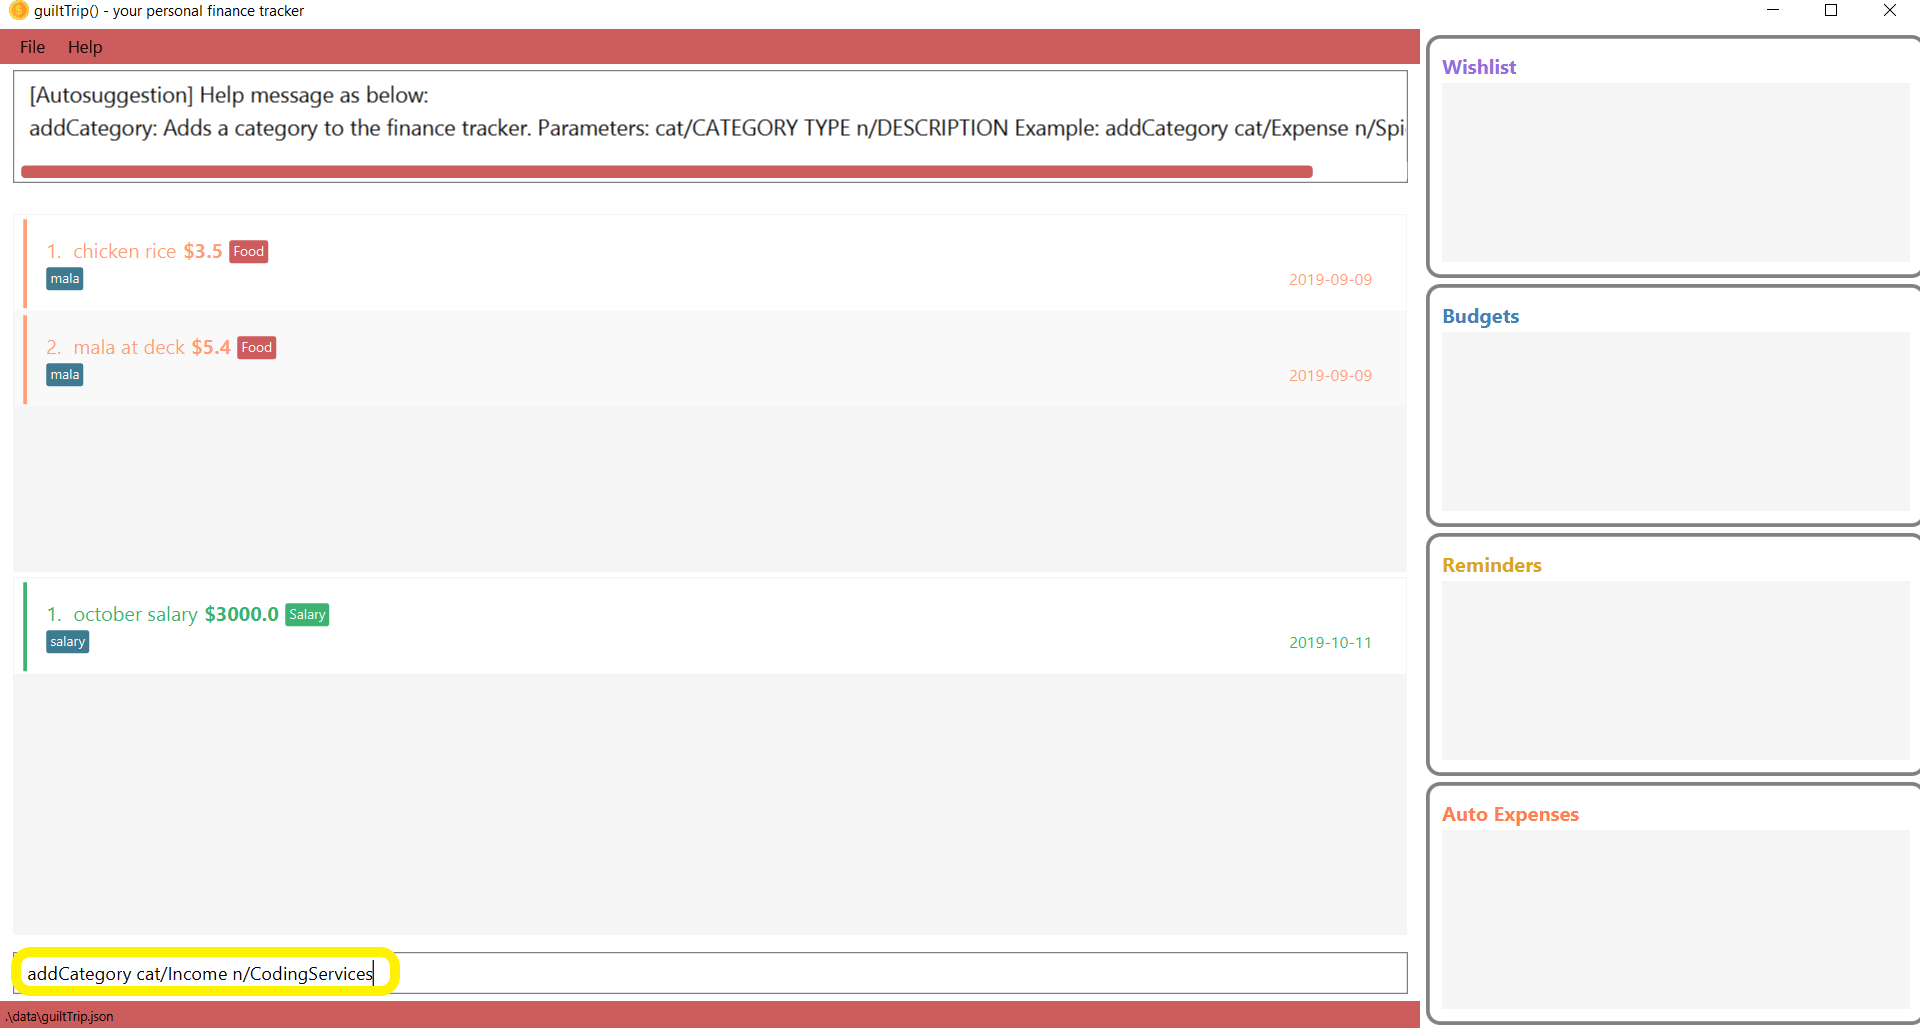 guiltTrip() - your personal finance tracker
File Help
[Autosuggestion] Help message as below:
addCategory: Adds a category to the finance tracker. Parameters: cat/CATEGORY TYPE n/DESCRIPTION Example: addCategory cat/Expense n/Spi
1. chicken rice $3.5 Food
mala
2019-09-09
2. mala at deck $5.4 Food
mala
2019-09-09
1. october salary $3000.0 Salary
salary
2019-10-11
addCategory cat/Income n/CodingServices
.\data\guiltTrip.json
Wishlist
Budgets
Reminders
Auto Expenses